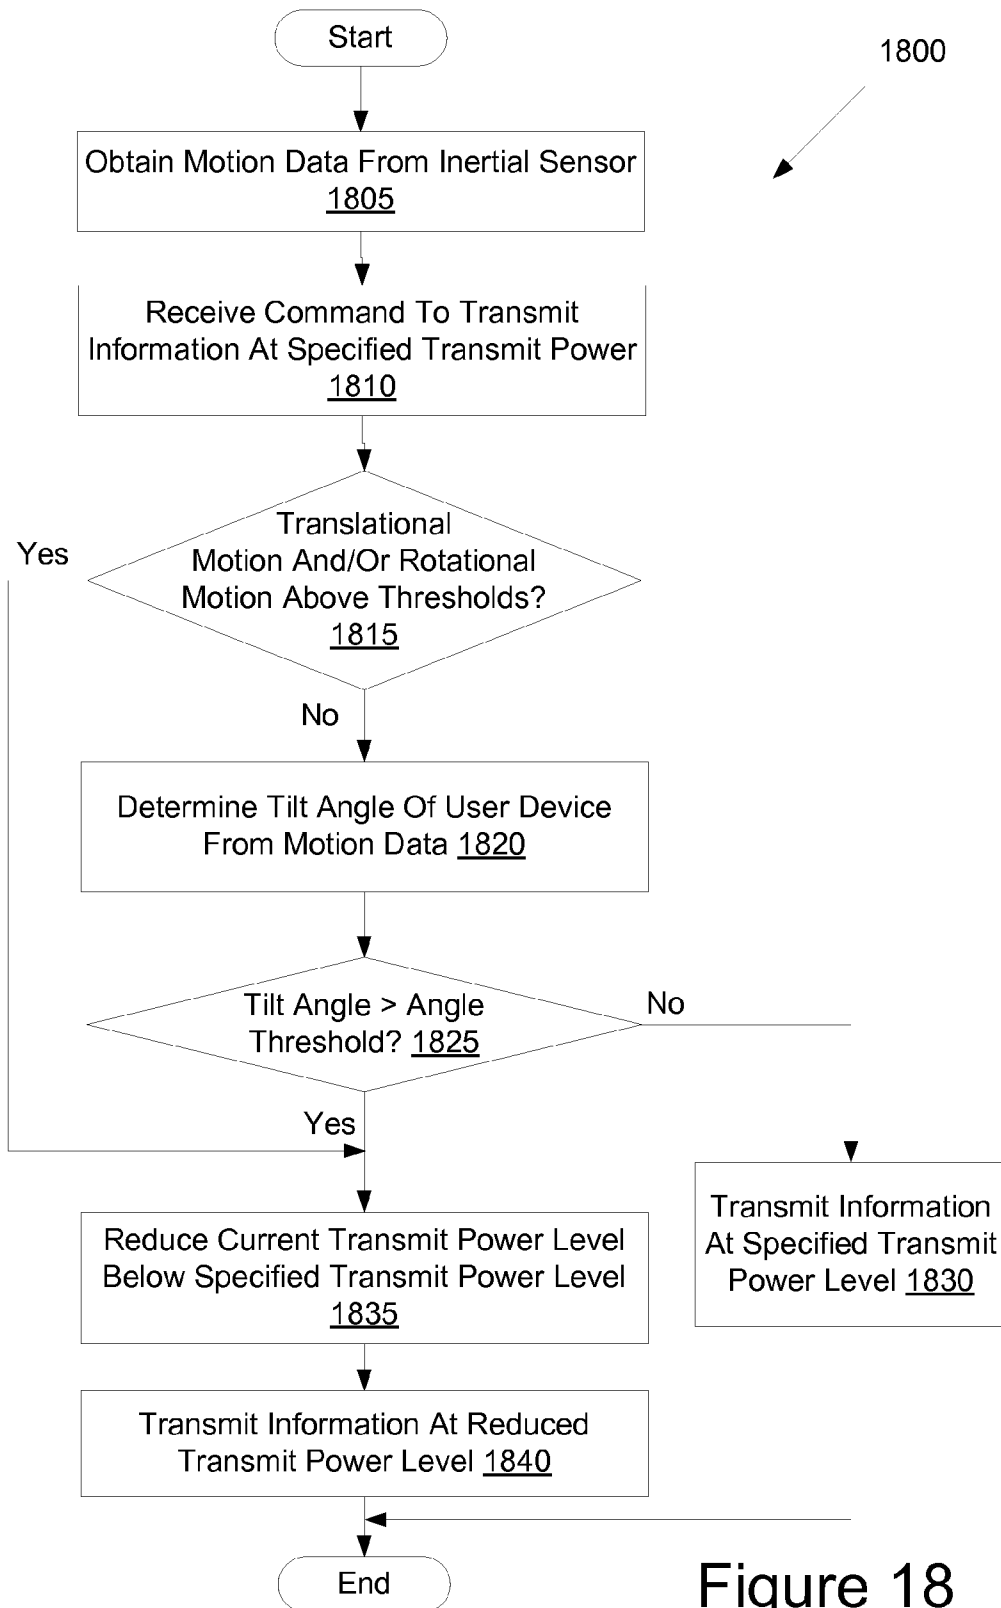 Start
1800
Obtain Motion Data From Inertial Sensor
1805
Receive Command To Transmit
Information At Specified Transmit Power
1810
Translational
Motion And/Or Rotational
Motion Above Thresholds?
1815
Yes
No
Determine Tilt Angle Of User Device
From Motion Data 1820
Tilt Angle > Angle
Threshold? 1825
No
Yes
Transmit Information
At Specified Transmit
Power Level 1830
Reduce Current Transmit Power Level
Below Specified Transmit Power Level
1835
Transmit Information At Reduced
Transmit Power Level 1840
End
Figure 18